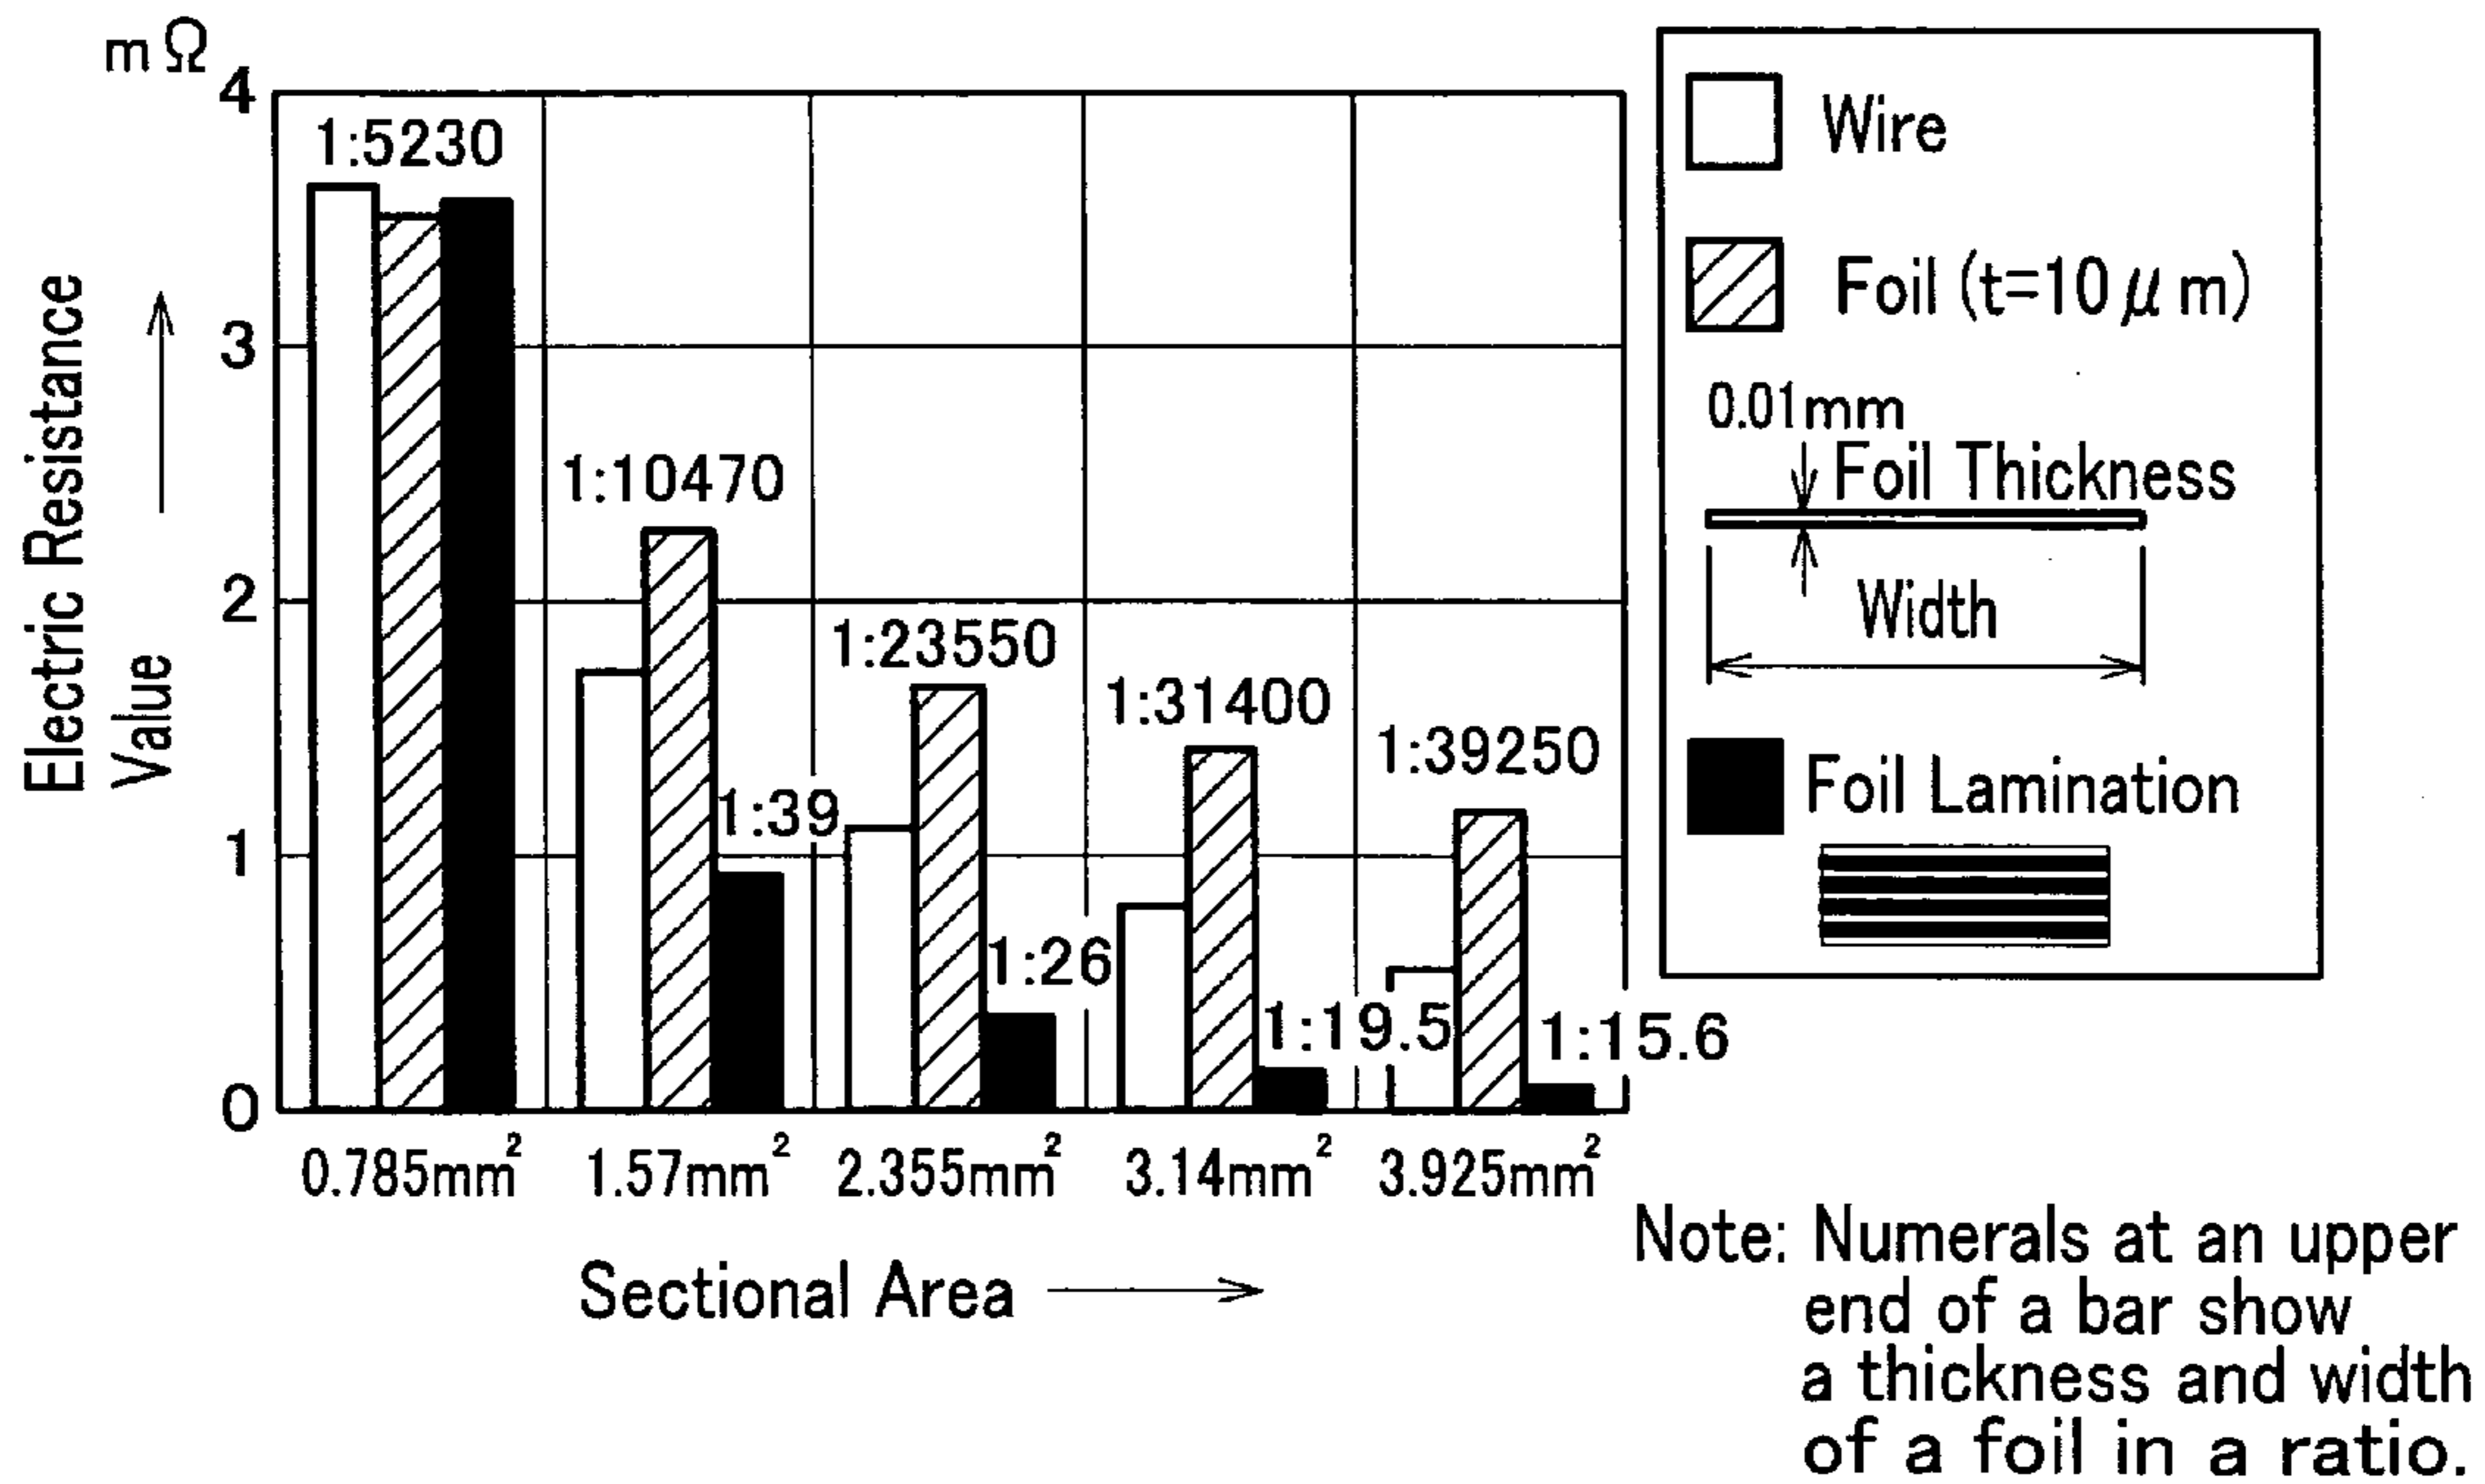 mΩ
4
3
2
1
0
Electric Resistance
Value
1:5230
1:10470
1:39
1:23550
1:26
1:31400
1:19.5
1:39250
1:15.6
0.785mm²
1.57mm²
2.355mm²
3.14mm²
3.925mm²
Sectional Area
Wire
Foil (t=10μm)
0.01mm
Foil Thickness
Width
Foil Lamination
Note: Numerals at an upper
end of a bar show
a thickness and width
of a foil in a ratio.